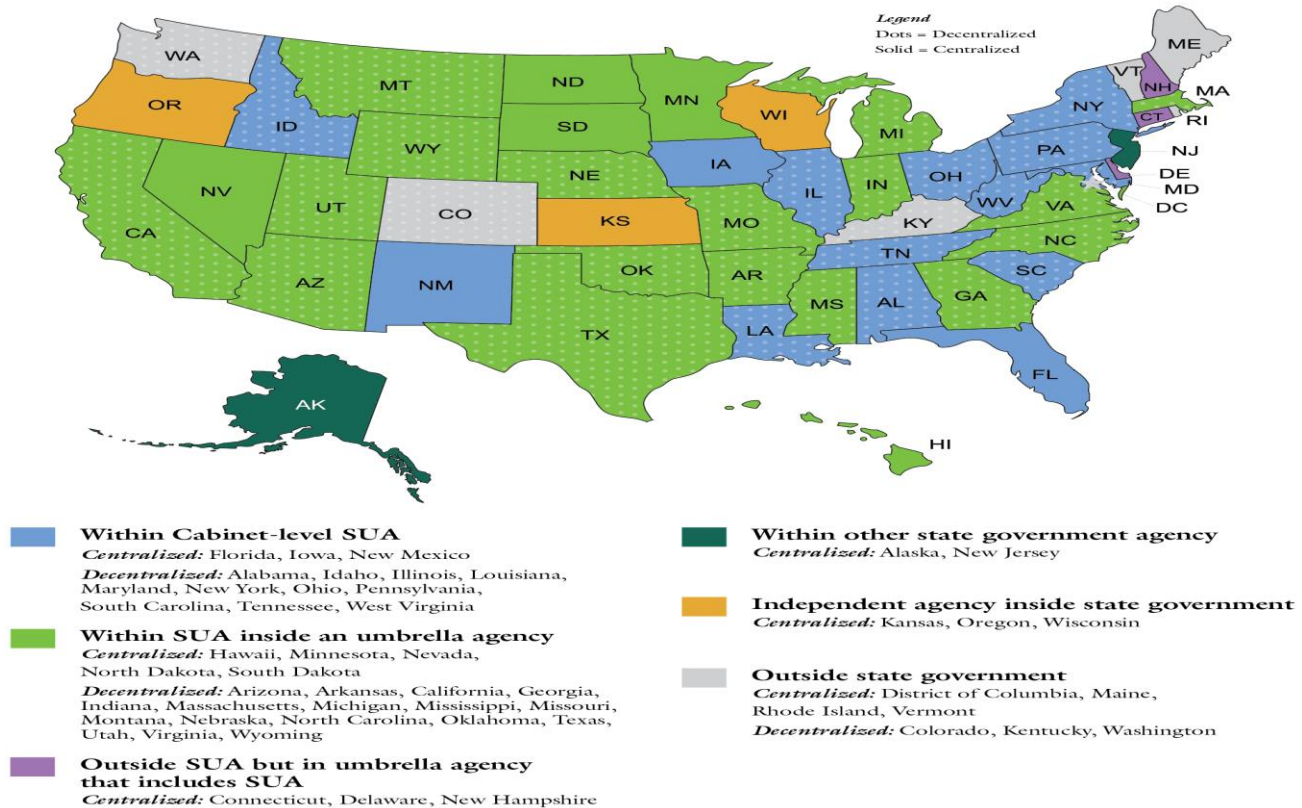 Legend
Dots = Decentralized
Solid = Centralized
WA
ME
MT
ND
VT
NH
MN
OR
MA
NY
ID
WI
SD
CT
RI
MI
WY
PA
NJ
IA
NE
OH
DE
NV
IN
IL
MD
UT
WV
VA
DC
CO
KS
MO
KY
CA
NC
TN
OK
AZ
AR
SC
NM
MS
AL
GA
LA
TX
FL
AK
HI
Within Cabinet-level SUA
Centralized: Florida, Iowa, New Mexico
Decentralized: Alabama, Idaho, Illinois, Louisiana,
Maryland, New York, Ohio, Pennsylvania,
South Carolina, Tennessee, West Virginia
Within SUA inside an umbrella agency
Centralized: Hawaii, Minnesota, Nevada,
North Dakota, South Dakota
Decentralized: Arizona, Arkansas, California, Georgia,
Indiana, Massachusetts, Michigan, Mississippi, Missouri,
Montana, Nebraska, North Carolina, Oklahoma, Texas,
Utah, Virginia, Wyoming
Outside SUA but in umbrella agency
that includes SUA
Centralized: Connecticut, Delaware, New Hampshire
Within other state government agency
Centralized: Alaska, New Jersey
Independent agency inside state government
Centralized: Kansas, Oregon, Wisconsin
Outside state government
Centralized: District of Columbia, Maine,
Rhode Island, Vermont
Decentralized: Colorado, Kentucky, Washington